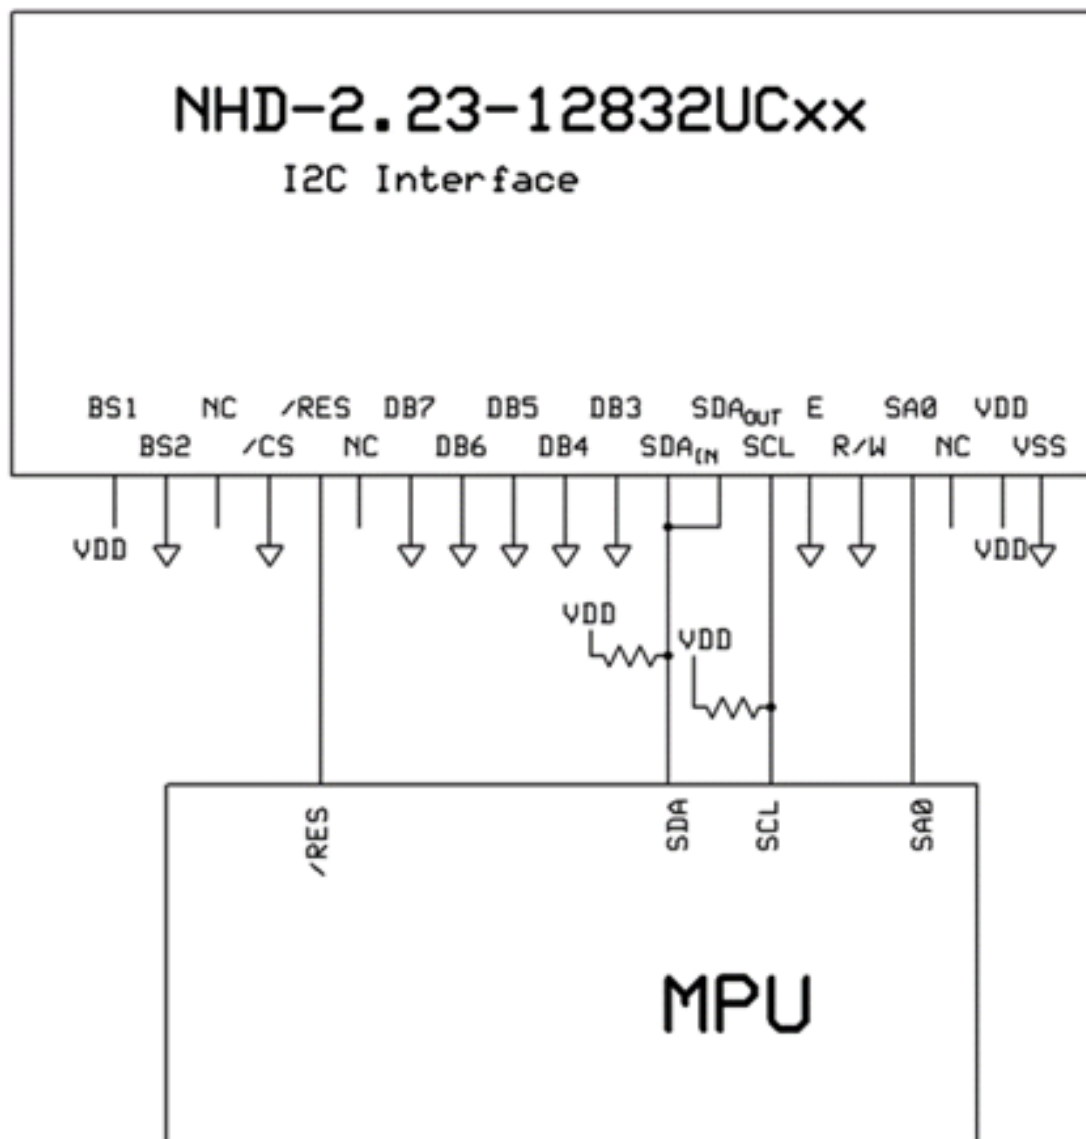 NHD-2.23-12832UCxx
I2C Interface
BS1 NC /RES DB7 DB5 DB3 SDAOUT E SA0 VDD
BS2 /CS NC DB6 DB4 SDAIN SCL R/W NC VSS
VDD VDD
VDD
VDD
/RES SDA SCL SA0
MPU